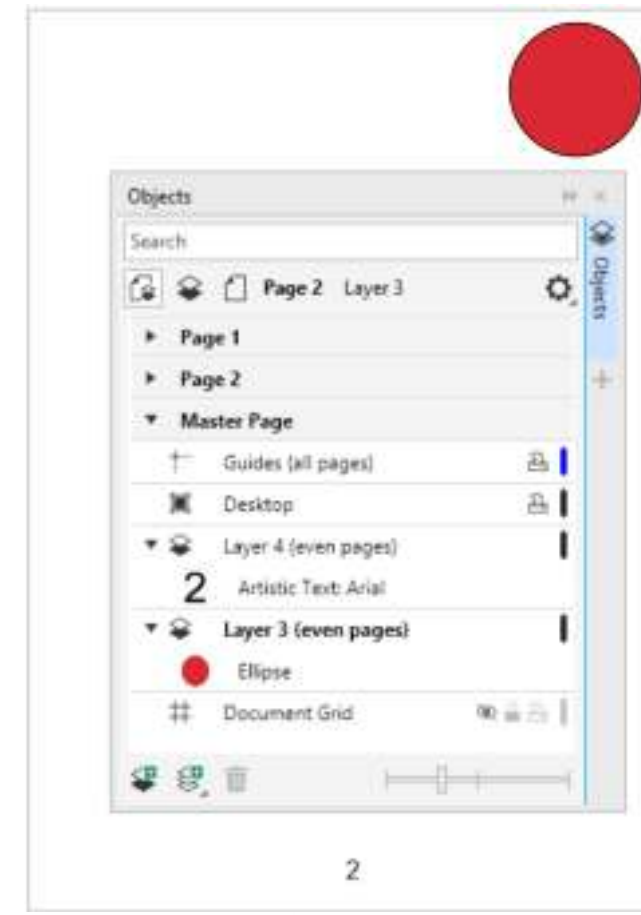 Objects
Search
Page 2 Layer 3
Objects
Page 1
Page 2
Master Page
Guides (all pages)
Desktop
Layer 4 (even pages)
2 Artistic Text: Arial
Layer 3 (even pages)
Ellipse
Document Grid
2